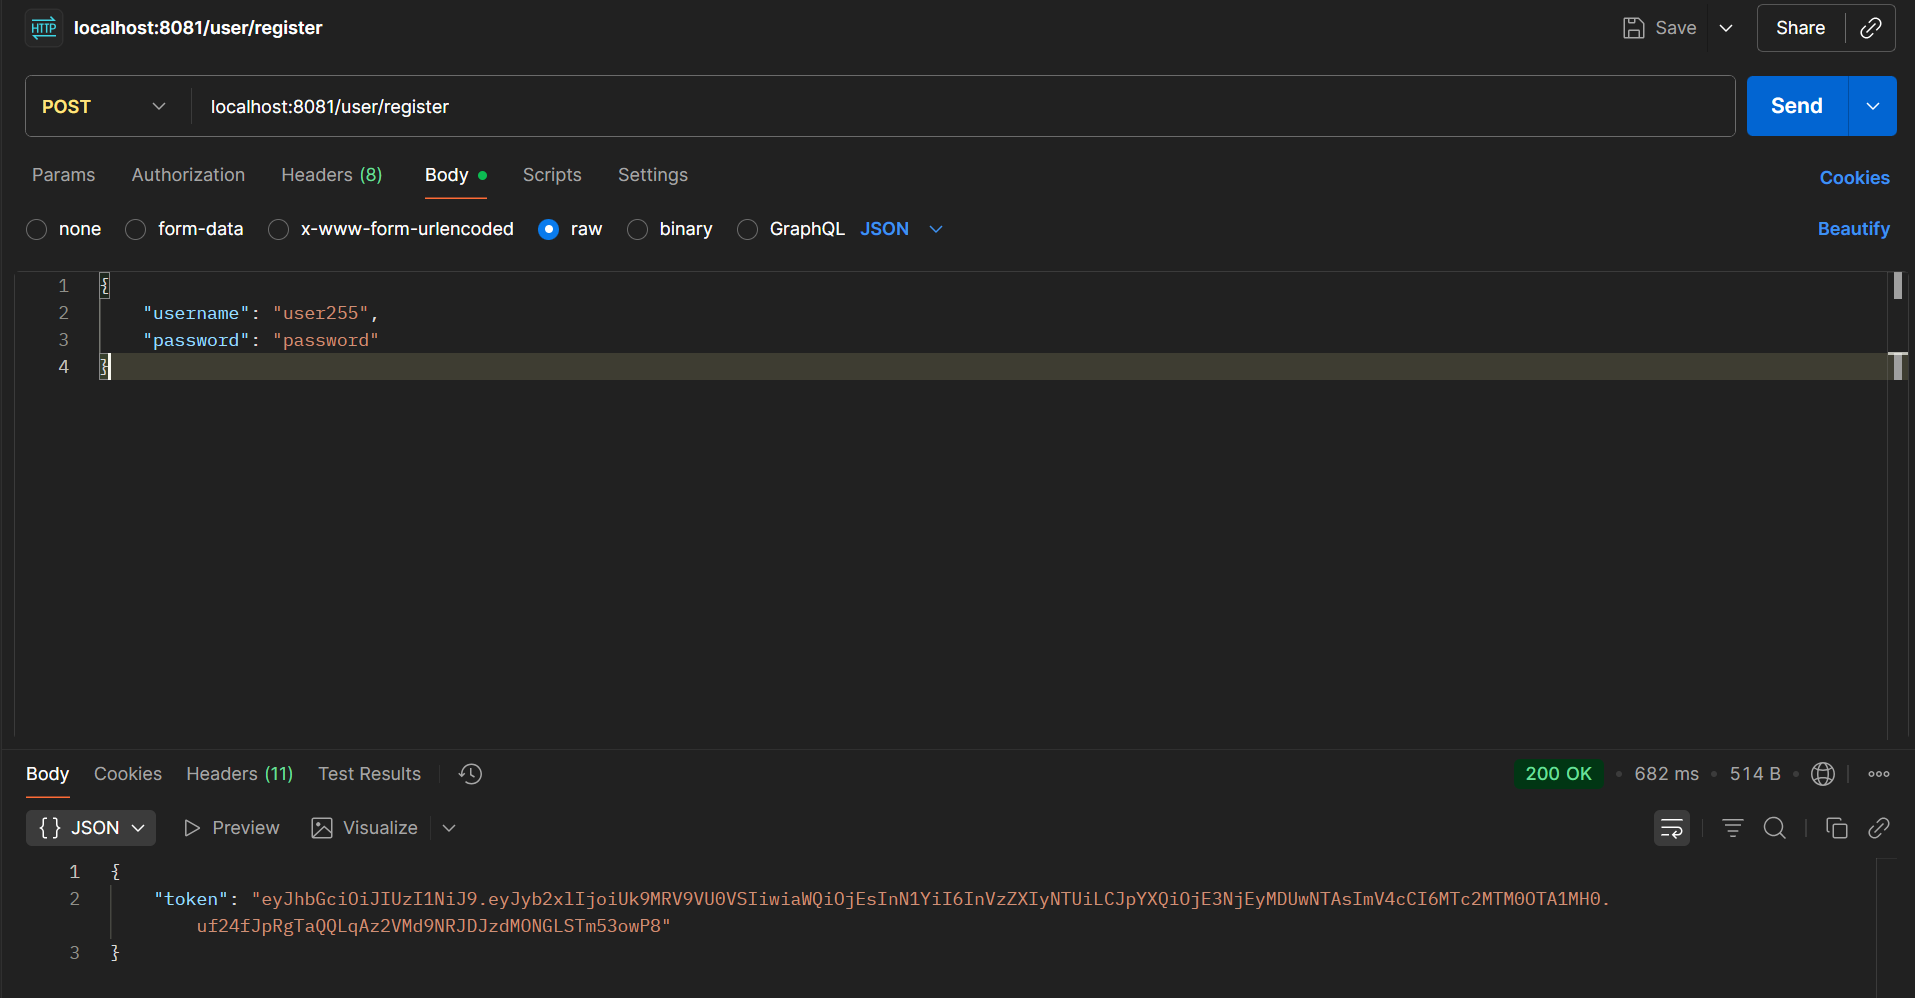 HTTP localhost:8081/user/register Save Share
POST localhost:8081/user/register Send
Params Authorization Headers (8) Body Scripts Settings Cookies
none form-data x-www-form-urlencoded raw binary GraphQL JSON Beautify
1 {
2 "username": "user255",
3 "password": "password"
4 }
Body Cookies Headers (11) Test Results 200 OK • 682 ms • 514 B
{} JSON Preview Visualize
1 {
2 "token": "eyJhbGciOiJIUzI1NiJ9.eyJyb2xlIjoiUk9MRV9VU0VSIiwiaWQiOjEsInN1YiI6InVzZXIyNTUiLCJpYXQiOjE3NjEyMDUwNTAsImV4cCI6MTc2MTM0OTA1MH0.
uf24fJpRgTaQQLqAz2VMd9NRJDJzdMONGLSTm53owP8"
3 }